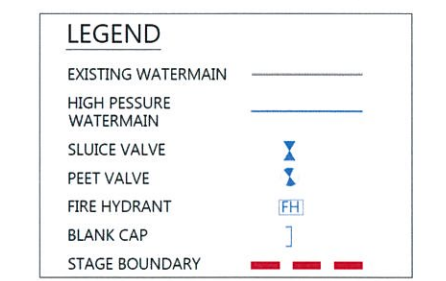 LEGEND
EXISTING WATERMAIN
HIGH PESSURE
WATERMAIN
SLUICE VALVE
PEET VALVE
FIRE HYDRANT FH
BLANK CAP
STAGE BOUNDARY